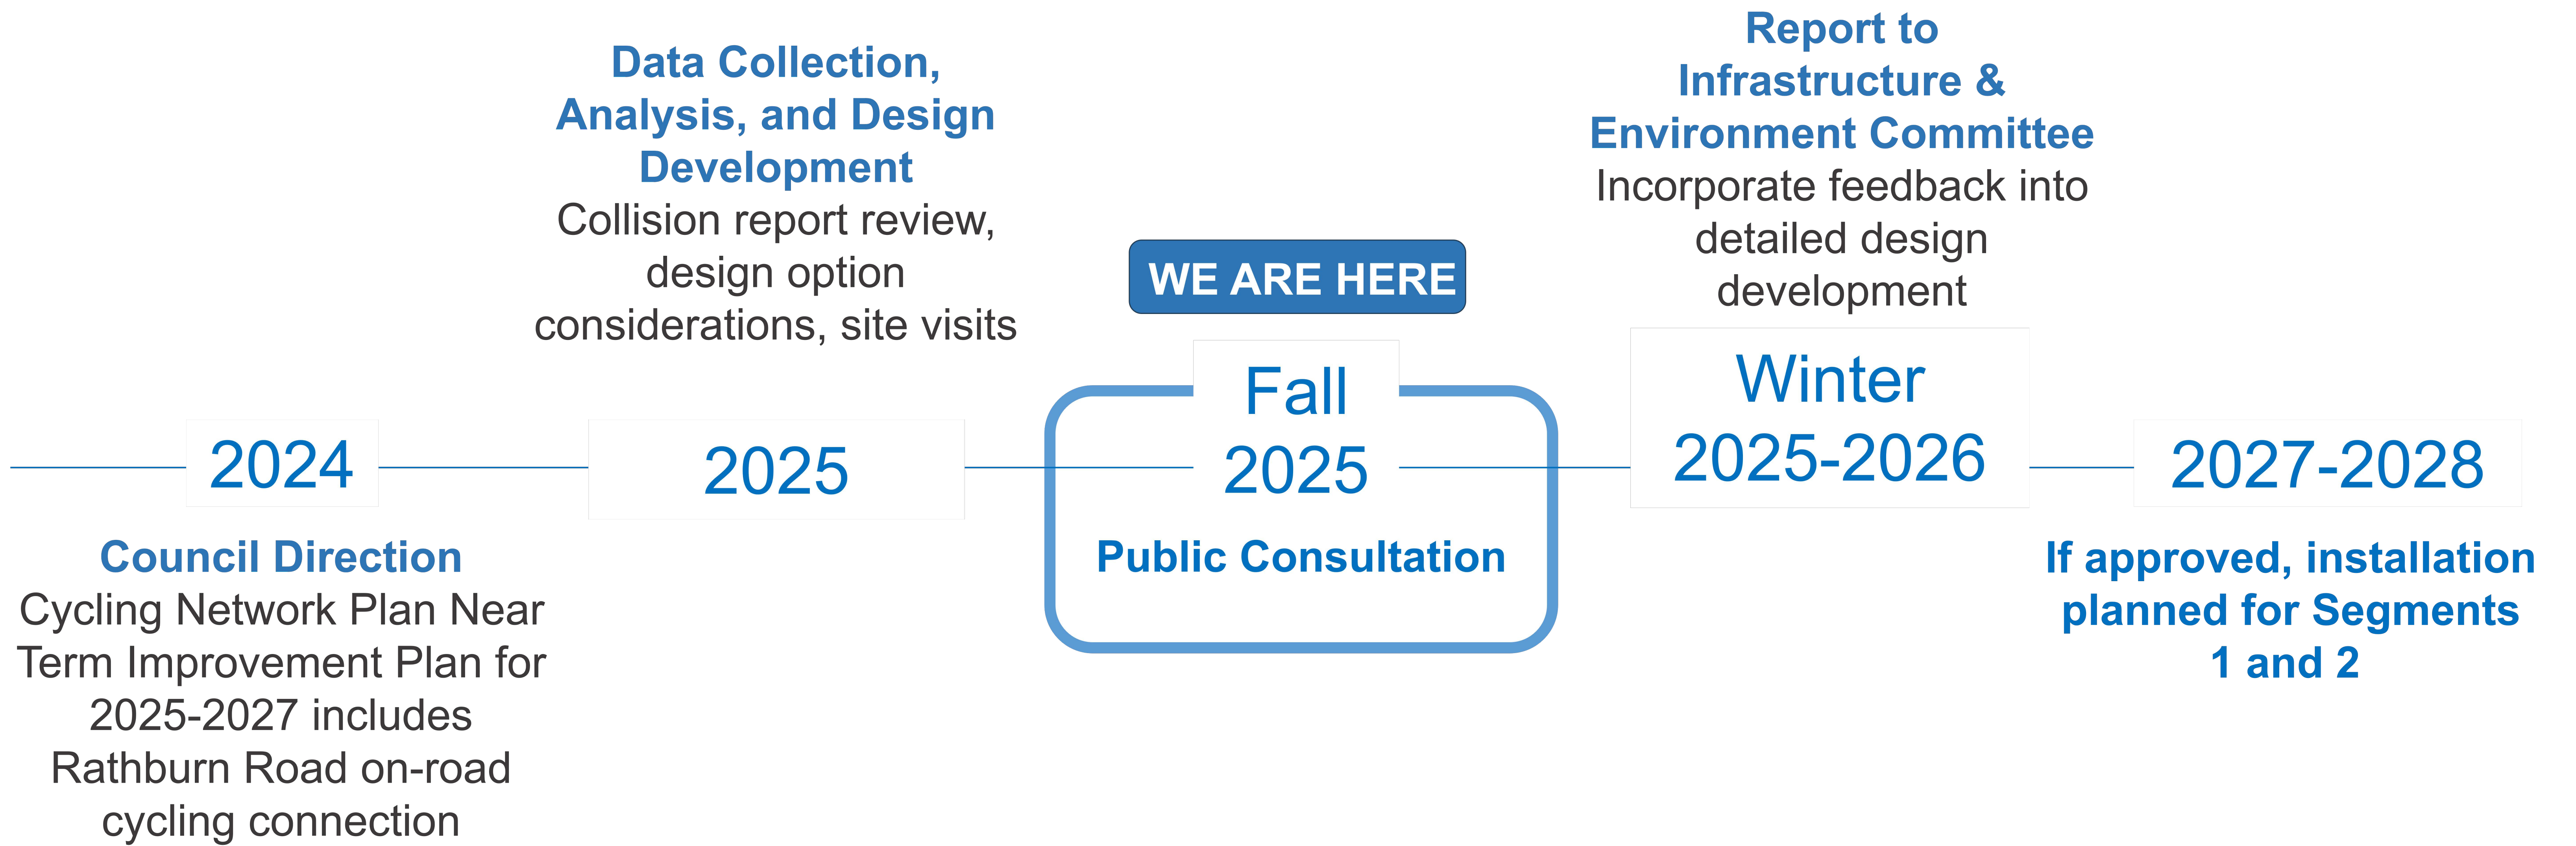 2024
Council Direction
Cycling Network Plan Near
Term Improvement Plan for
2025-2027 includes
Rathburn Road on-road
cycling connection
Data Collection,
Analysis, and Design
Development
Collision report review,
design option
considerations, site visits
2025
WE ARE HERE
Fall
2025
Public Consultation
Report to
Infrastructure &
Environment Committee
Incorporate feedback into
detailed design
development
Winter
2025-2026
2027-2028
If approved, installation
planned for Segments
1 and 2